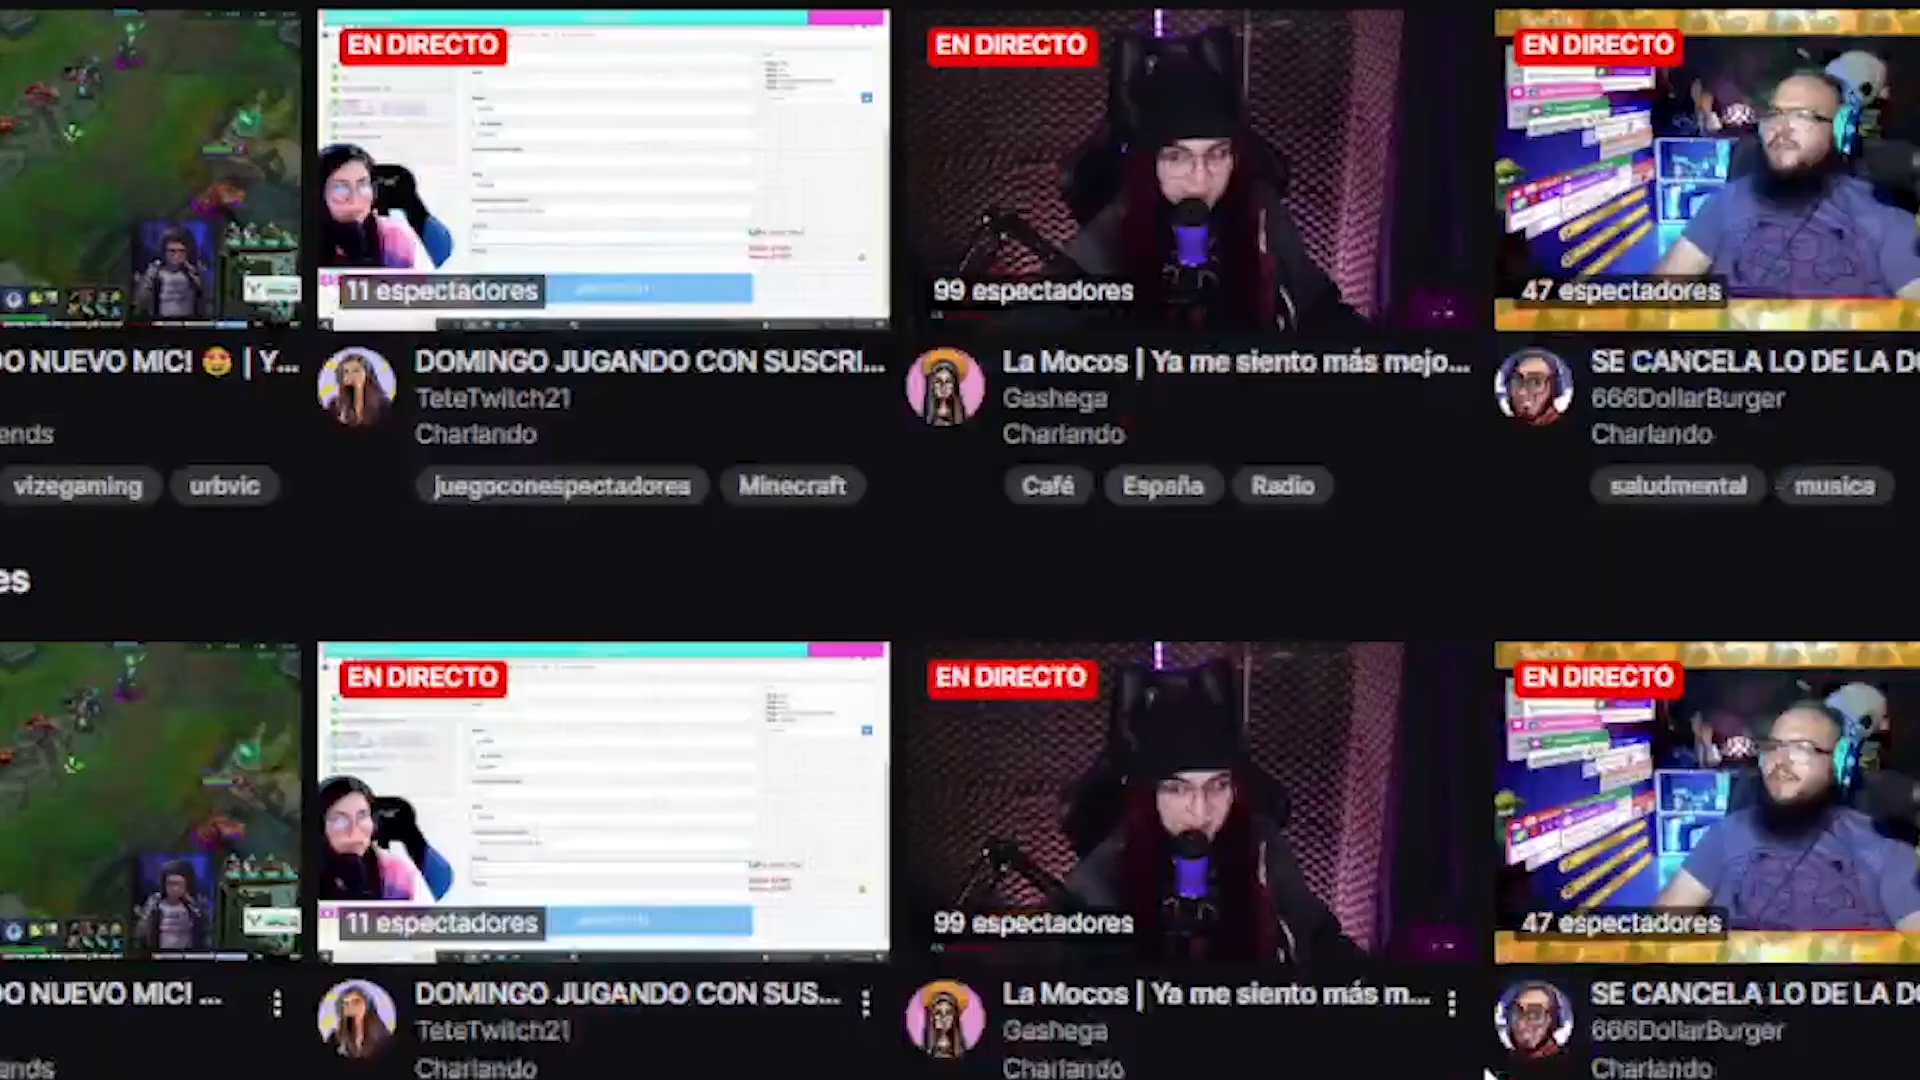 EN DIRECTO
EN DIRECTO
EN DIRECTO
11 espectadores
99 espectadores
47 espectadores
DO NUEVO MIC! 🤩 | Y...
DOMINGO JUGANDO CON SUSCRI...
La Mocos | Ya me siento más mejo...
SE CANCELA LO DE LA D
TeteTwitch21
Gashega
666DollarBurger
ends
Charlando
Charlando
Charlando
vizegaming
urbvic
juegoconespectadores
Minecraft
Café
España
Radio
saludmental
musica
es
EN DIRECTO
EN DIRECTO
EN DIRECTO
11 espectadores
99 espectadores
47 espectadores
DO NUEVO MIC! ...
DOMINGO JUGANDO CON SUS...
La Mocos | Ya me siento más m...
SE CANCELA LO DE LA D
TeteTwitch21
Gashega
666DollarBurger
ends
Charlando
Charlando
Charlando